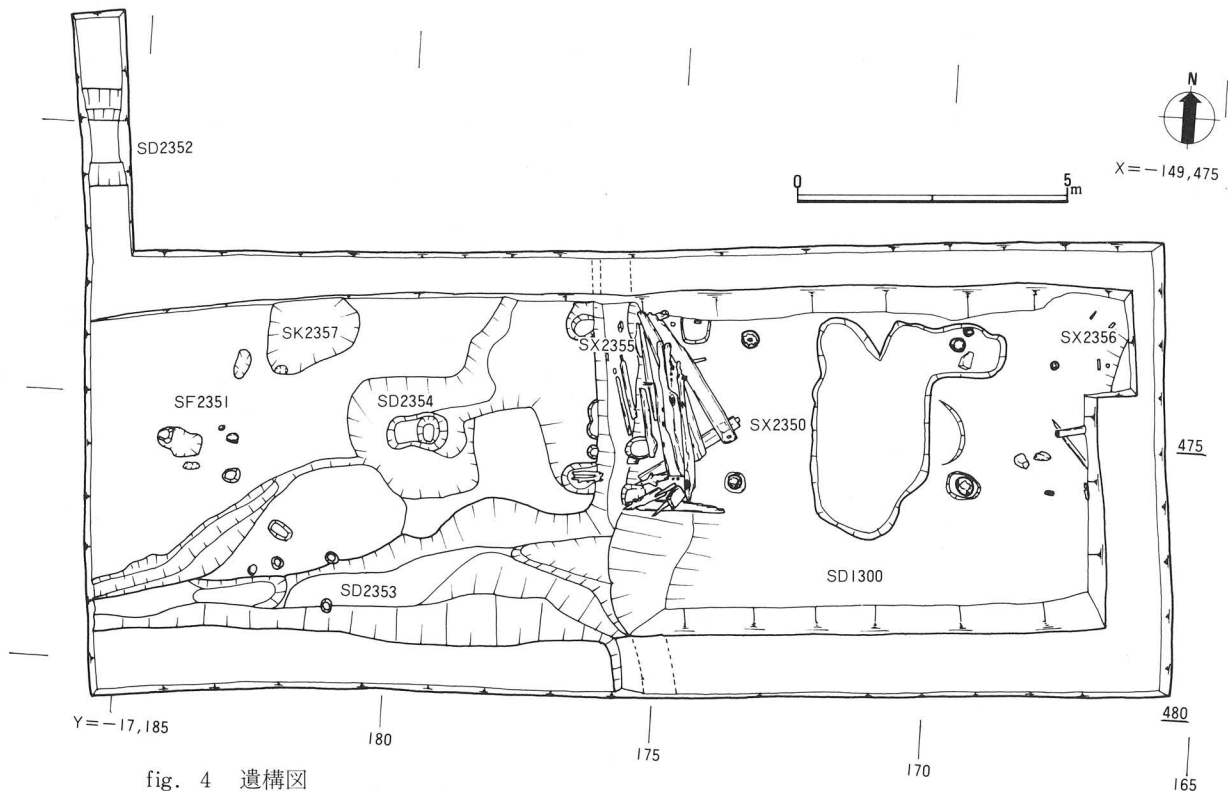 N
SD2352
X=-149,475
0
5
m
SK2357
SX2355
SX2356
SF2351
SD2354
SX2350
475
SD1300
SD2353
Y=-17,185
180
175
170
480
165
fig. 4 遺構図